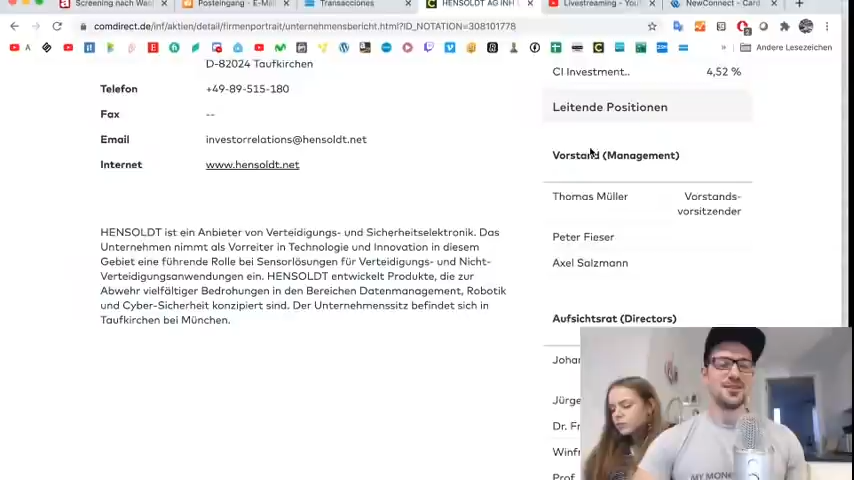 Screening nach Wab
Posteingang - E-Mail
Transacciones
HENSOLDT AG INH
Livestreaming - YouT
NewConnect - Card
comdirect.de/inf/aktien/detail/firmenportrait/unternehmensbericht.html?ID_NOTATION=308101778
Andere Lesezeichen
D-82024 Taufkirchen
Telefon +49-89-515-180
Fax --
Email investorrelations@hensoldt.net
Internet www.hensoldt.net
HENSOLDT ist ein Anbieter von Verteidigungs- und Sicherheitselektronik. Das
Unternehmen nimmt als Vorreiter in Technologie und Innovation in diesem
Gebiet eine führende Rolle bei Sensorlösungen für Verteidigungs- und Nicht-
Verteidigungsanwendungen ein. HENSOLDT entwickelt Produkte, die zur
Abwehr vielfältiger Bedrohungen in den Bereichen Datenmanagement, Robotik
und Cyber-Sicherheit konzipiert sind. Der Unternehmenssitz befindet sich in
Taufkirchen bei München.
CI Investment.. 4,52 %
Leitende Positionen
Vorstand (Management)
Thomas Müller Vorstands-
vorsitzender
Peter Fieser
Axel Salzmann
Aufsichtsrat (Directors)
Johan
Jürge
Dr. Fr
Winfr
Prof
MY MON